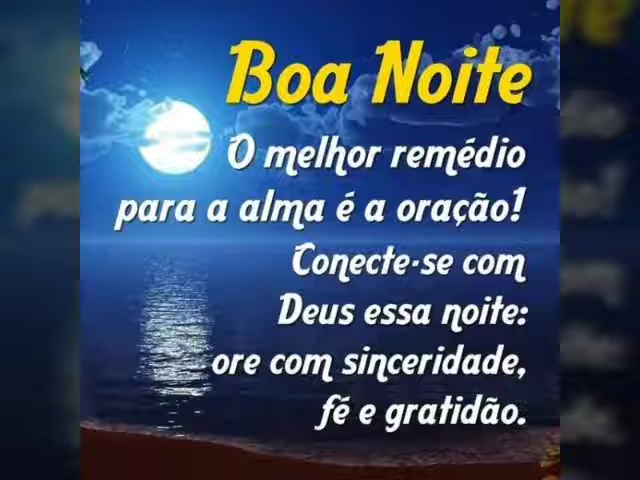 Boa Noite
O melhor remédio
para a alma é a oração!
Conecte-se com
Deus essa noite:
ore com sinceridade,
fé e gratidão.